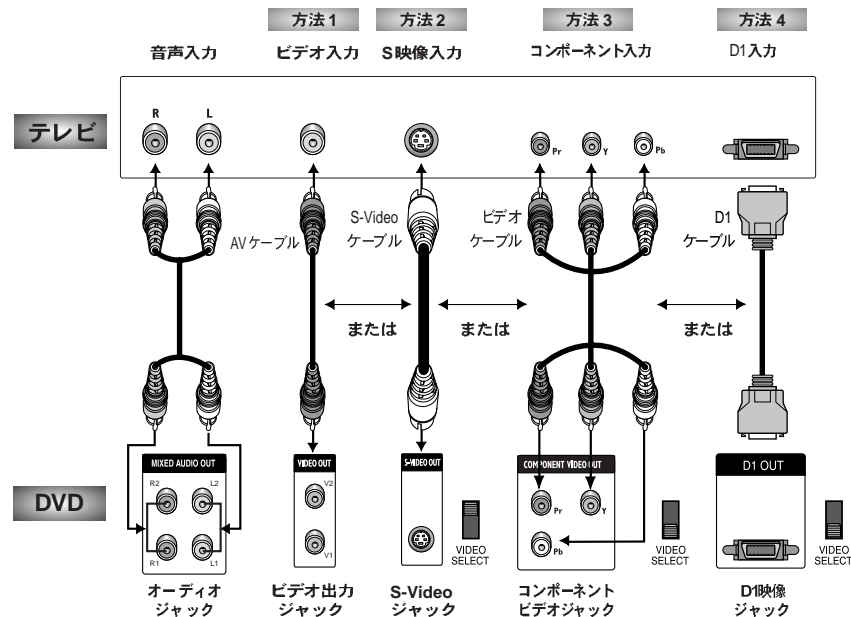 方法 1
方法 2
方法 3
方法 4
音声入力
ビデオ入力
S映像入力
コンポーネント入力
D1入力
テレビ
R
L
Pr
Y
Pb
AVケーブル
S-Video
ケーブル
ビデオ
ケーブル
D1
ケーブル
または
または
または
DVD
MIXED AUDIO OUT
R2
L2
R1
L1
VIDEO OUT
V2
V1
S-VIDEO OUT
VIDEO
SELECT
COMPONENT VIDEO OUT
Pr
Y
Pb
VIDEO
SELECT
D1 OUT
VIDEO
SELECT
オーディオ
ジャック
ビデオ出力
ジャック
S-Video
ジャック
コンポーネント
ビデオジャック
D1映像
ジャック